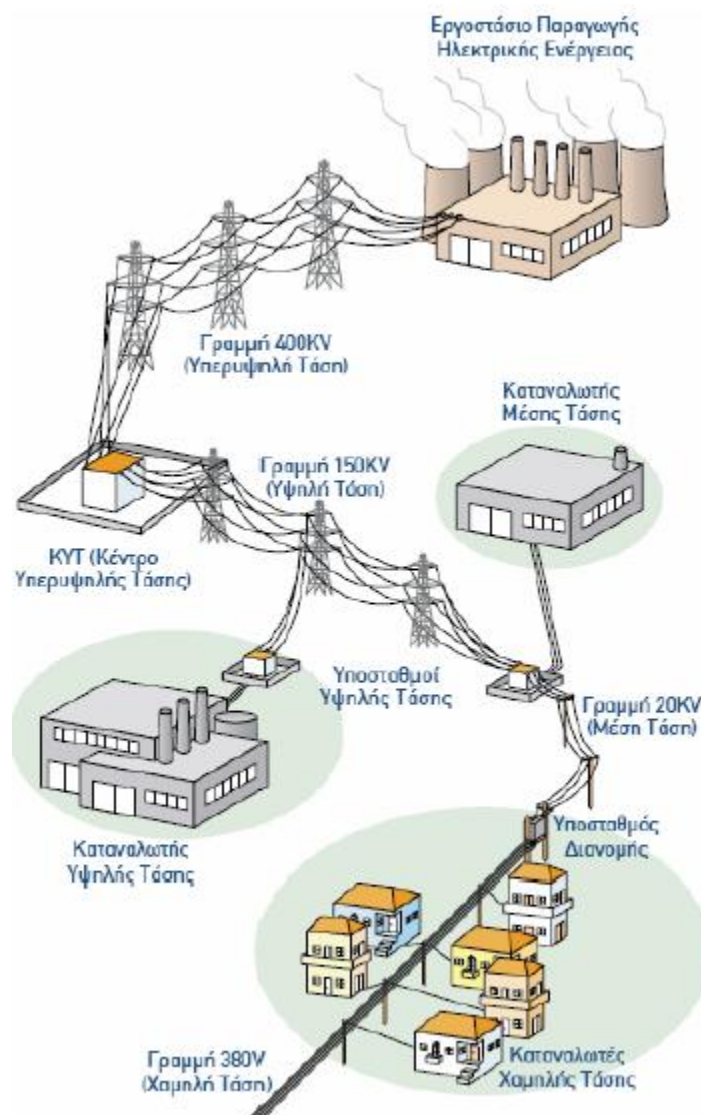 Εργοστάσιο Παραγωγής
Ηλεκτρικής Ενέργειας
Γραμμή 400KV
(Υπερυψηλή Τάση)
Καταναλωτής
Μέσης Τάσης
Γραμμή 150KV
(Υψηλή Τάση)
ΚΥΤ (Κέντρο
Υπερυψηλής Τάσης)
Υποσταθμοί
Υψηλής Τάσης
Γραμμή 20KV
(Μέση Τάση)
Καταναλωτής
Υψηλής Τάσης
Υποσταθμός
Διανομής
Γραμμή 380V
(Χαμηλή Τάση)
Καταναλωτές
Χαμηλής Τάσης